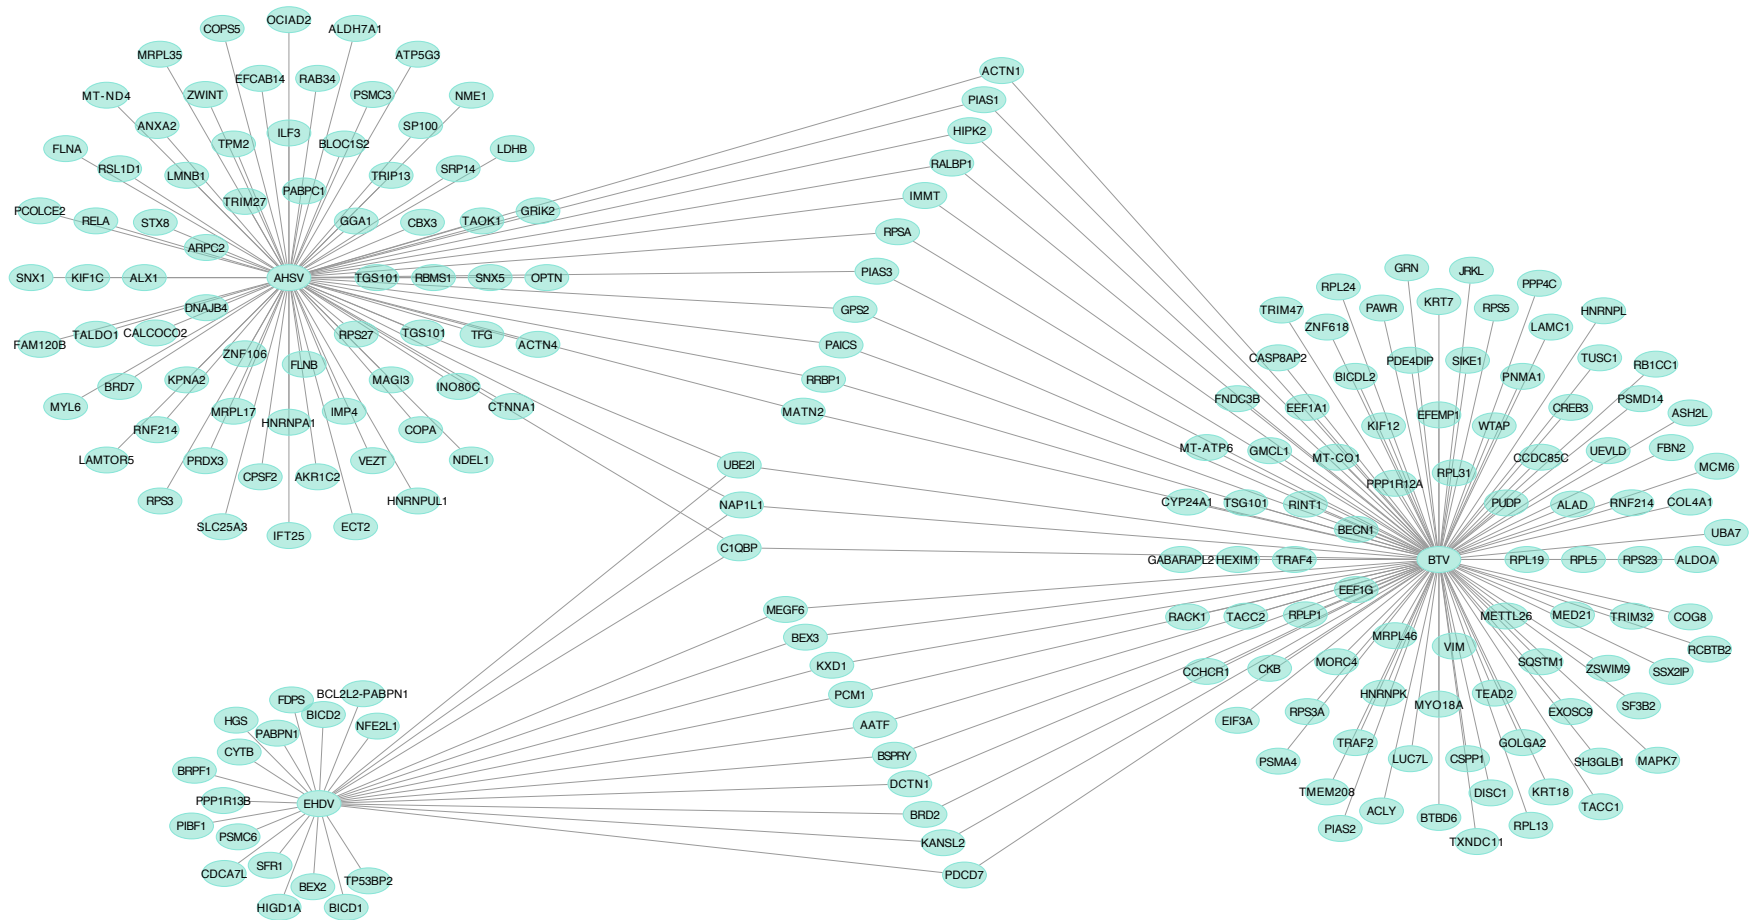 OCIAD2
COPS5
ALDH7A1
MRPL35
ATP5G3
EFCAB14
RAB34
MT-ND4
ZWINT
PSMC3
NME1
ANXA2
ILF3
SP100
TPM2
BLOC1S2
FLNA
RSL1D1
LDHB
LMNB1
TRIP13
SRP14
PABPC1
TRIM27
PCOLCE2
RELA
STX8
GGA1
CBX3
TAOK1
GRIK2
ARPC2
SNX1
KIF1C
ALX1
AHSV
TGS101
RBMS1
SNX5
OPTN
DNAJB4
FAM120B
TALDO1
CALCOCO2
RPS27
TGS101
TFG
ACTN4
ZNF106
FLNB
KPNA2
BRD7
MAGI3
INO80C
MYL6
MRPL17
IMP4
CTNNA1
RNF214
HNRNPA1
COPA
LAMTOR5
PRDX3
VEZT
NDEL1
CPSF2
AKR1C2
RPS3
HNRNPUL1
SLC25A3
IFT25
ECT2
ACTN1
PIAS1
HIPK2
RALBP1
IMMT
RPSA
PIAS3
GPS2
PAICS
RRBP1
MATN2
UBE2I
NAP1L1
C1QBP
MEGF6
BEX3
KXD1
PCM1
AATF
BSPRY
DCTN1
BRD2
KANSL2
PDCD7
BCL2L2-PABPN1
FDPS
BICD2
HGS
PABPN1
NFE2L1
CYTB
BRPF1
PPP1R13B
EHDV
PIBF1
PSMC6
CDCA7L
SFR1
BEX2
TP53BP2
HIGD1A
BICD1
GRN
JRKL
RPL24
PPP4C
TRIM47
PAWR
KRT7
RPS5
HNRNPL
ZNF618
LAMC1
CASP8AP2
PDE4DIP
SIKE1
TUSC1
BICDL2
PNMA1
RB1CC1
FNDC3B
EEF1A1
EFEMP1
CREB3
PSMD14
KIF12
WTAP
ASH2L
MT-ATP6
GMCL1
MT-CO1
CCDC85C
UEVLD
FBN2
RPL31
MCM6
PPP1R12A
CYP24A1
TSG101
RINT1
PUDP
ALAD
RNF214
COL4A1
BECN1
UBA7
GABARAPL2
HEXIM1
TRAF4
BTV
RPL19
RPL5
RPS23
ALDOA
EEF1G
RACK1
TACC2
RPLP1
METTL26
MED21
TRIM32
COG8
MRPL46
VIM
RCBTB2
CCHCR1
CKB
MORC4
SQSTM1
ZSWIM9
SSX2IP
HNRNPK
TEAD2
EIF3A
RPS3A
MYO18A
EXOSC9
SF3B2
TRAF2
GOLGA2
PSMA4
LUC7L
CSPP1
SH3GLB1
MAPK7
TMEM208
DISC1
KRT18
ACLY
TACC1
PIAS2
BTBD6
RPL13
TXNDC11